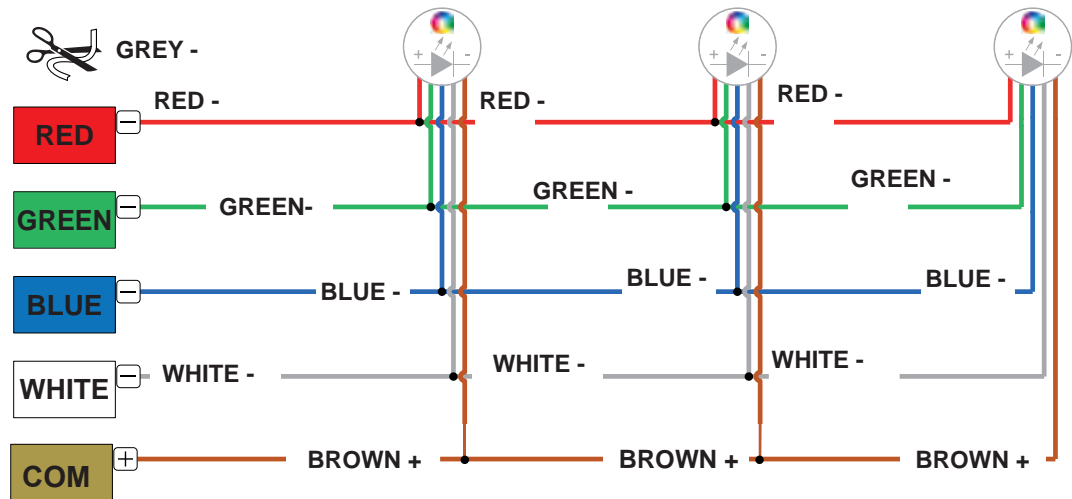 GREY -
+ - + - + -
RED - RED - RED -
RED -
GREEN - GREEN -
GREEN-
GREEN -
BLUE - BLUE - BLUE -
BLUE -
WHITE - WHITE - WHITE -
WHITE -
BROWN + BROWN + BROWN +
COM +